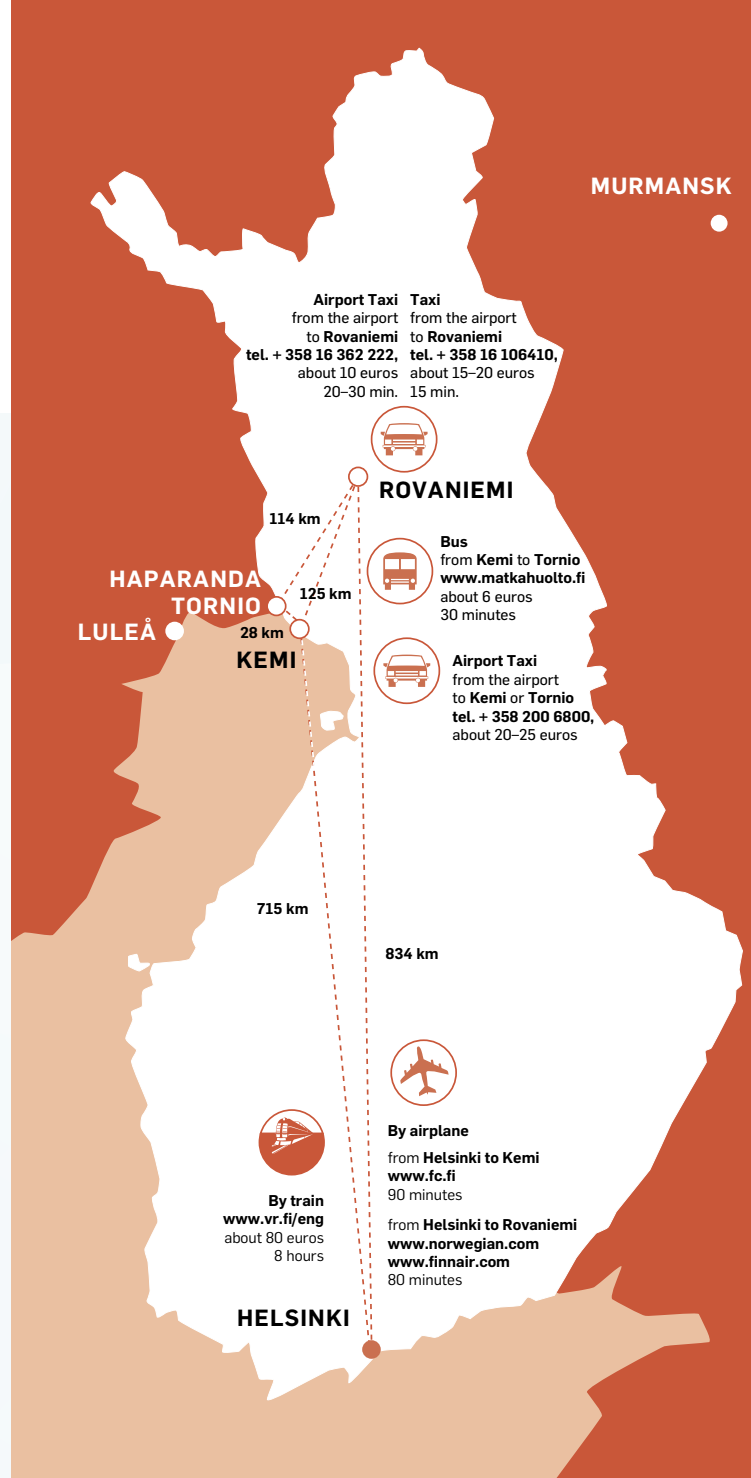 MURMANSK
Airport Taxi
from the airport
to Rovaniemi
tel. + 358 16 362 222,
about 10 euros
20–30 min.
Taxi
from the airport
to Rovaniemi
tel. + 358 16 106410,
about 15–20 euros
15 min.
ROVANIEMI
114 km
Bus
from Kemi to Tornio
www.matkahuolto.fi
about 6 euros
30 minutes
HAPARANDA
TORNIO
125 km
LULEÅ
28 km
KEMI
Airport Taxi
from the airport
to Kemi or Tornio
tel. + 358 200 6800,
about 20–25 euros
715 km
834 km
By airplane
from Helsinki to Kemi
www.fc.fi
90 minutes
from Helsinki to Rovaniemi
www.norwegian.com
www.finnair.com
80 minutes
By train
www.vr.fi/eng
about 80 euros
8 hours
HELSINKI